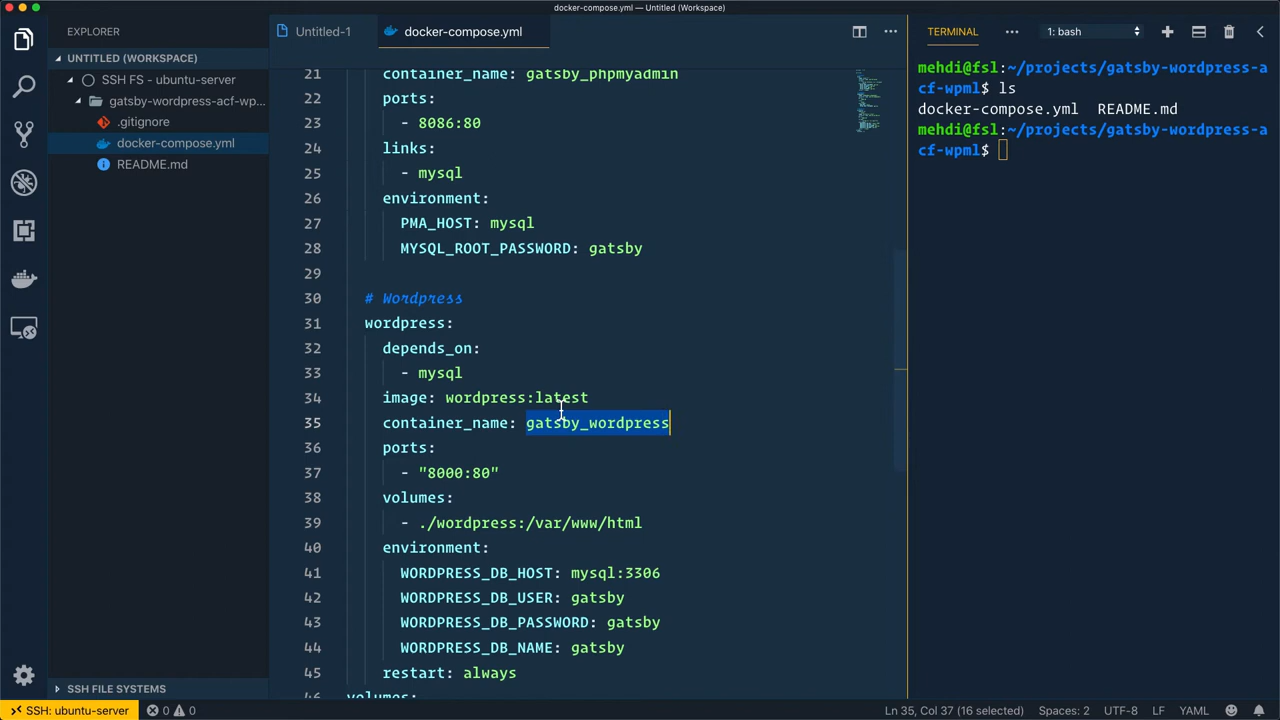 docker-compose.yml — Untitled (Workspace)
EXPLORER
UNTITLED (WORKSPACE)
SSH FS - ubuntu-server
gatsby-wordpress-acf-wp...
.gitignore
docker-compose.yml
README.md
SSH FILE SYSTEMS
Untitled-1
docker-compose.yml
21 container_name: gatsby_phpmyadmin
22 ports:
23 - 8086:80
24 links:
25 - mysql
26 environment:
27 PMA_HOST: mysql
28 MYSQL_ROOT_PASSWORD: gatsby
29
30 # Wordpress
31 wordpress:
32 depends_on:
33 - mysql
34 image: wordpress:latest
35 container_name: gatsby_wordpress
36 ports:
37 - "8000:80"
38 volumes:
39 - ./wordpress:/var/www/html
40 environment:
41 WORDPRESS_DB_HOST: mysql:3306
42 WORDPRESS_DB_USER: gatsby
43 WORDPRESS_DB_PASSWORD: gatsby
44 WORDPRESS_DB_NAME: gatsby
45 restart: always
46 volumes:
TERMINAL
1: bash
mehdi@fsl:~/projects/gatsby-wordpress-a
cf-wpml$ ls
docker-compose.yml README.md
mehdi@fsl:~/projects/gatsby-wordpress-a
cf-wpml$
SSH: ubuntu-server
0
0
Ln 35, Col 37 (16 selected)
Spaces: 2
UTF-8
LF
YAML